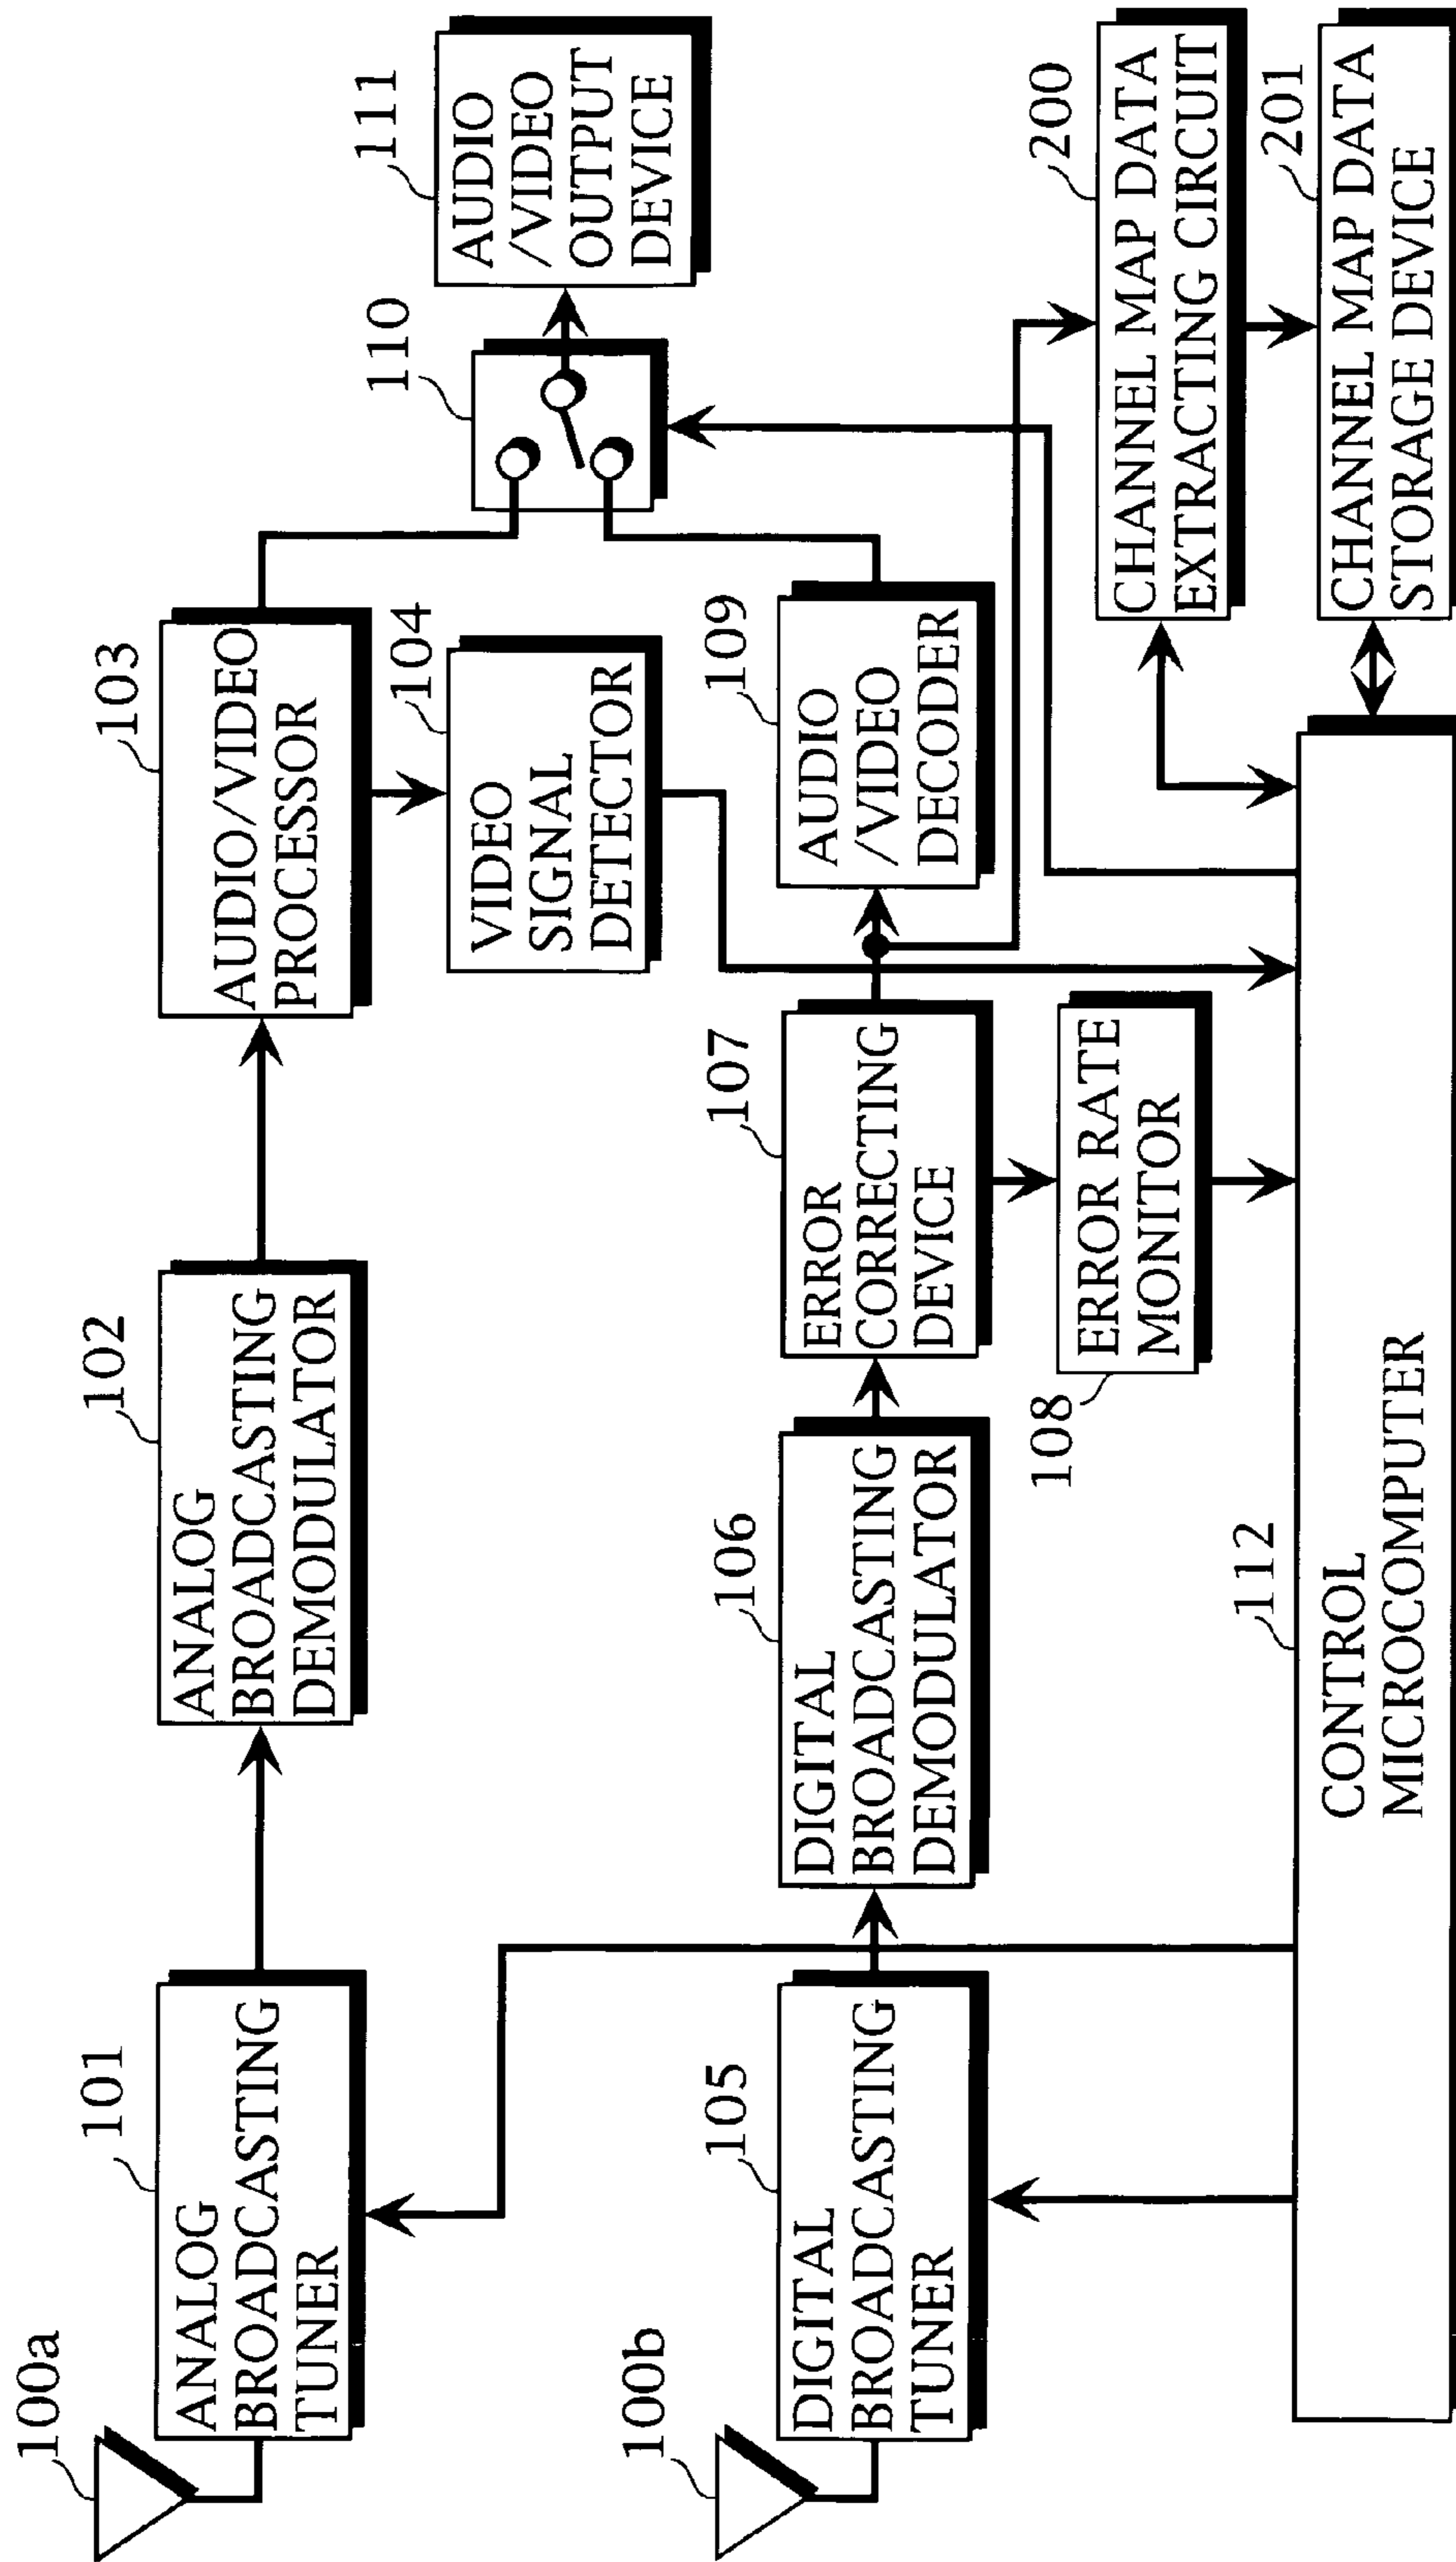 100a
101
ANALOG
BROADCASTING
TUNER
102
ANALOG
BROADCASTING
DEMODULATOR
103
AUDIO/VIDEO
PROCESSOR
104
VIDEO
SIGNAL
DETECTOR
110
111
AUDIO
/VIDEO
OUTPUT
DEVICE
100b
105
DIGITAL
BROADCASTING
TUNER
106
DIGITAL
BROADCASTING
DEMODULATOR
107
ERROR
CORRECTING
DEVICE
109
AUDIO
/VIDEO
DECODER
108
ERROR RATE
MONITOR
200
CHANNEL MAP DATA
EXTRACTING CIRCUIT
201
CHANNEL MAP DATA
STORAGE DEVICE
112
CONTROL
MICROCOMPUTER